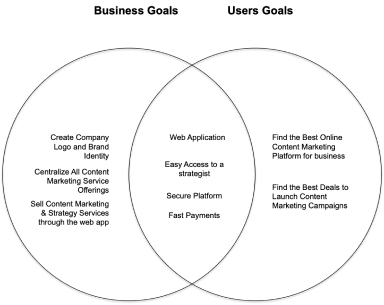 Business Goals
Users Goals
Create Company
Logo and Brand
Identity
Centralize All Content
Marketing Service
Offerings
Sell Content Marketing
& Strategy Services
through the web app
Web Application
Easy Access to a
strategist
Secure Platform
Fast Payments
Find the Best Online
Content Marketing
Platform for business
Find the Best Deals to
Launch Content
Marketing Campaigns